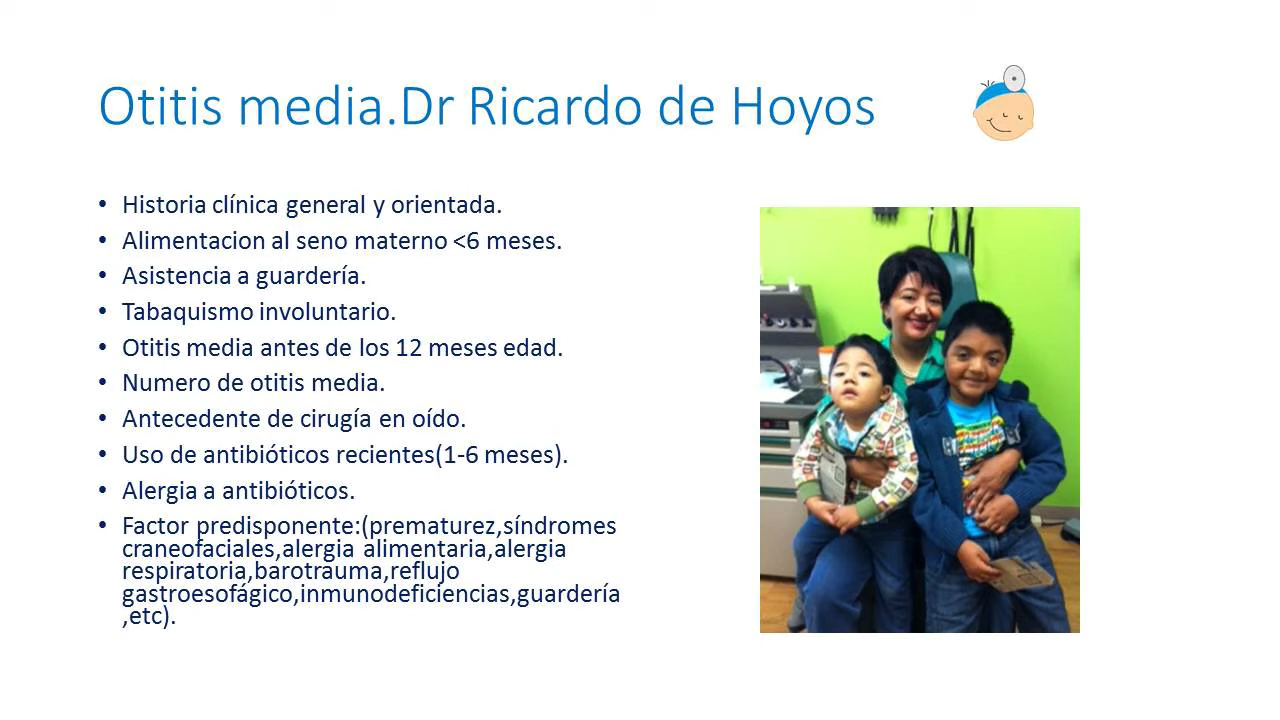 Otitis media.Dr Ricardo de Hoyos
• Historia clínica general y orientada.
• Alimentacion al seno materno <6 meses.
• Asistencia a guardería.
• Tabaquismo involuntario.
• Otitis media antes de los 12 meses edad.
• Numero de otitis media.
• Antecedente de cirugía en oído.
• Uso de antibióticos recientes(1-6 meses).
• Alergia a antibióticos.
• Factor predisponente:(prematurez,síndromes
craneofaciales,alergia alimentaria,alergia
respiratoria,barotrauma,reflujo
gastroesofágico,inmunodeficiencias,guardería
,etc).